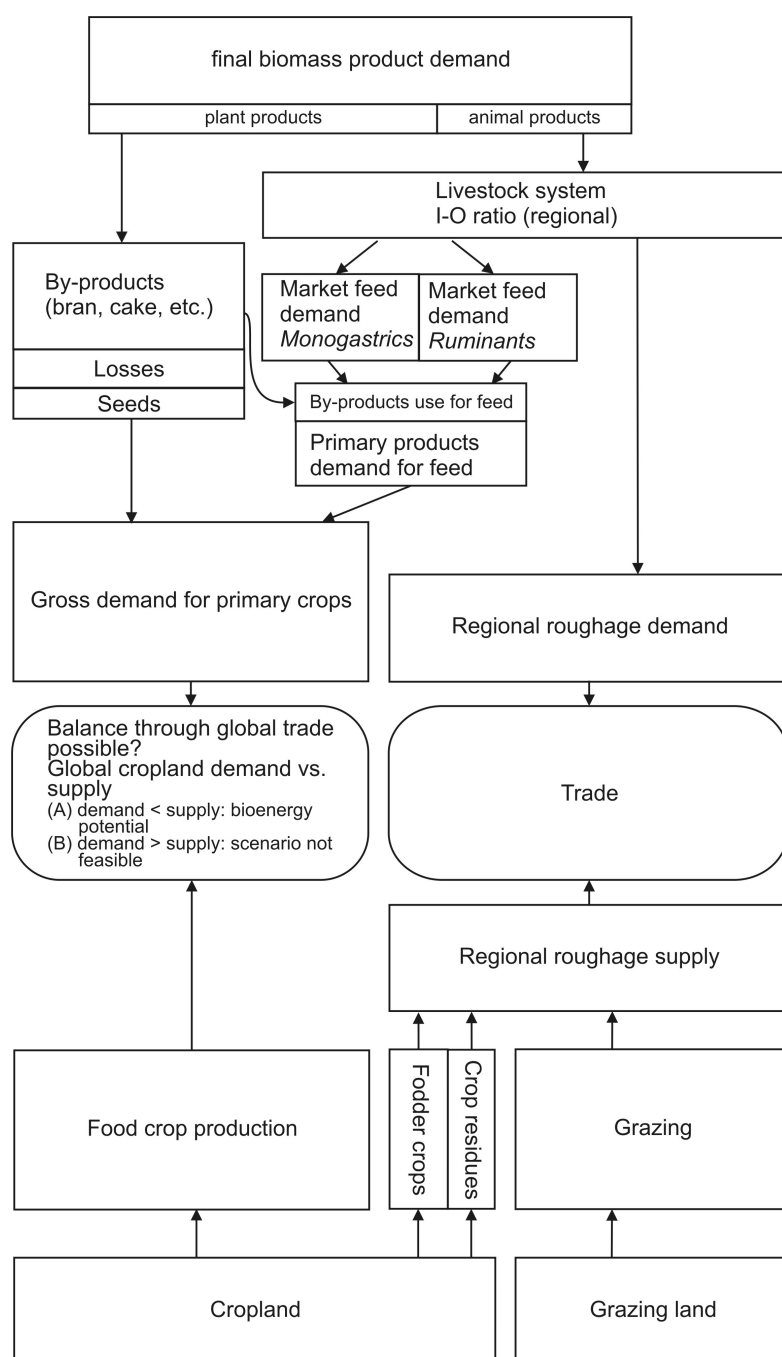 final biomass product demand
plant products
animal products
Livestock system
I-O ratio (regional)
By-products
(bran, cake, etc.)
Losses
Seeds
Market feed
demand
Monogastrics
Market feed
demand
Ruminants
By-products use for feed
Primary products
demand for feed
Gross demand for primary crops
Regional roughage demand
Balance through global trade
possible?
Global cropland demand vs.
supply
(A) demand < supply: bioenergy
potential
(B) demand > supply: scenario not
feasible
Trade
Regional roughage supply
Food crop production
Fodder crops
Crop residues
Grazing
Cropland
Grazing land